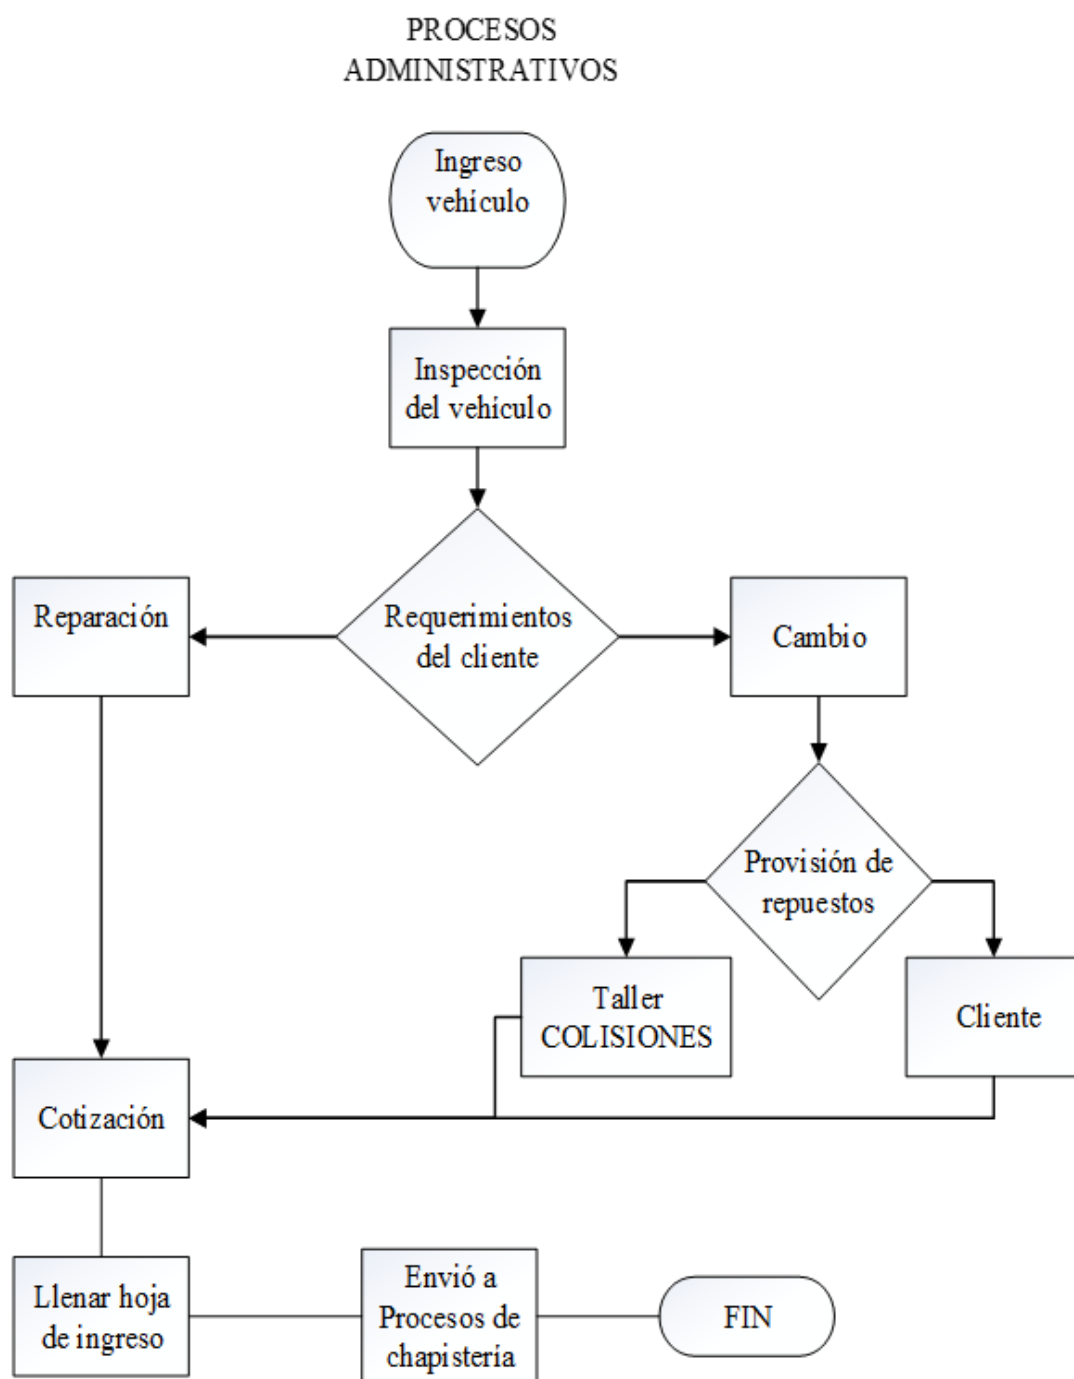 PROCESOS
ADMINISTRATIVOS
Ingreso
vehículo
Inspección
del vehículo
Requerimientos
del cliente
Reparación
Cambio
Provisión de
repuestos
Taller
COLISIONES
Cliente
Cotización
Llenar hoja
de ingreso
Envió a
Procesos de
chapistería
FIN